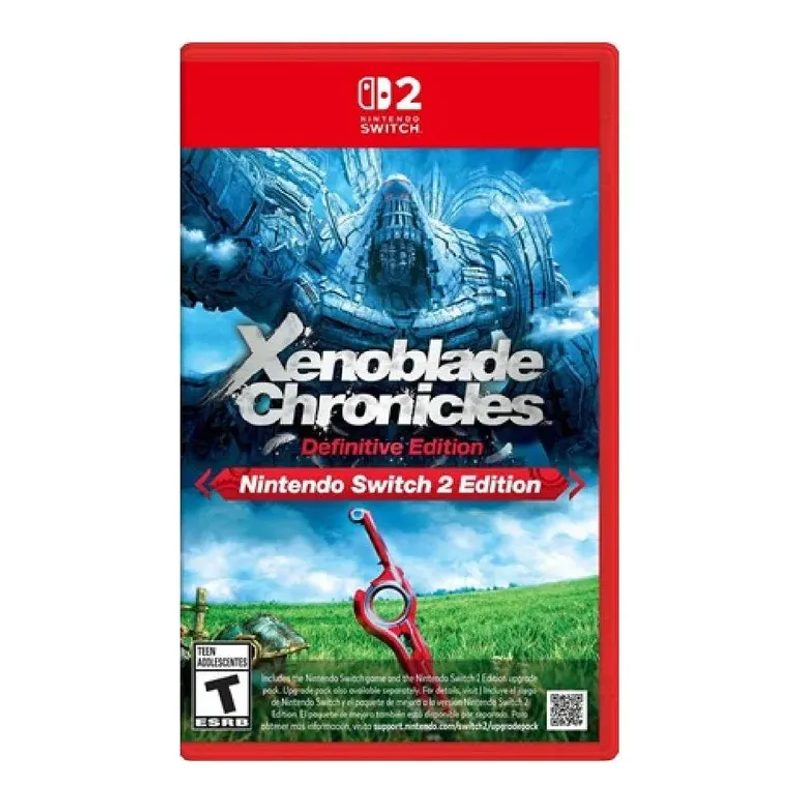 2
NINTENDO
SWITCH
Xenoblade
Chronicles™
Definitive Edition
Nintendo Switch 2 Edition
TEEN
ADOLESCENTES
T
ESRB
Includes the Nintendo Switch game and the Nintendo Switch 2 Edition upgrade
pack. Upgrade pack also available separately. For details, visit | Incluye el juego
de Nintendo Switch y el paquete de mejora a la versión Nintendo Switch 2
Edition. El paquete de mejora también está disponible por separado. Para
obtener más información, visita support.nintendo.com/switch2/upgradepack